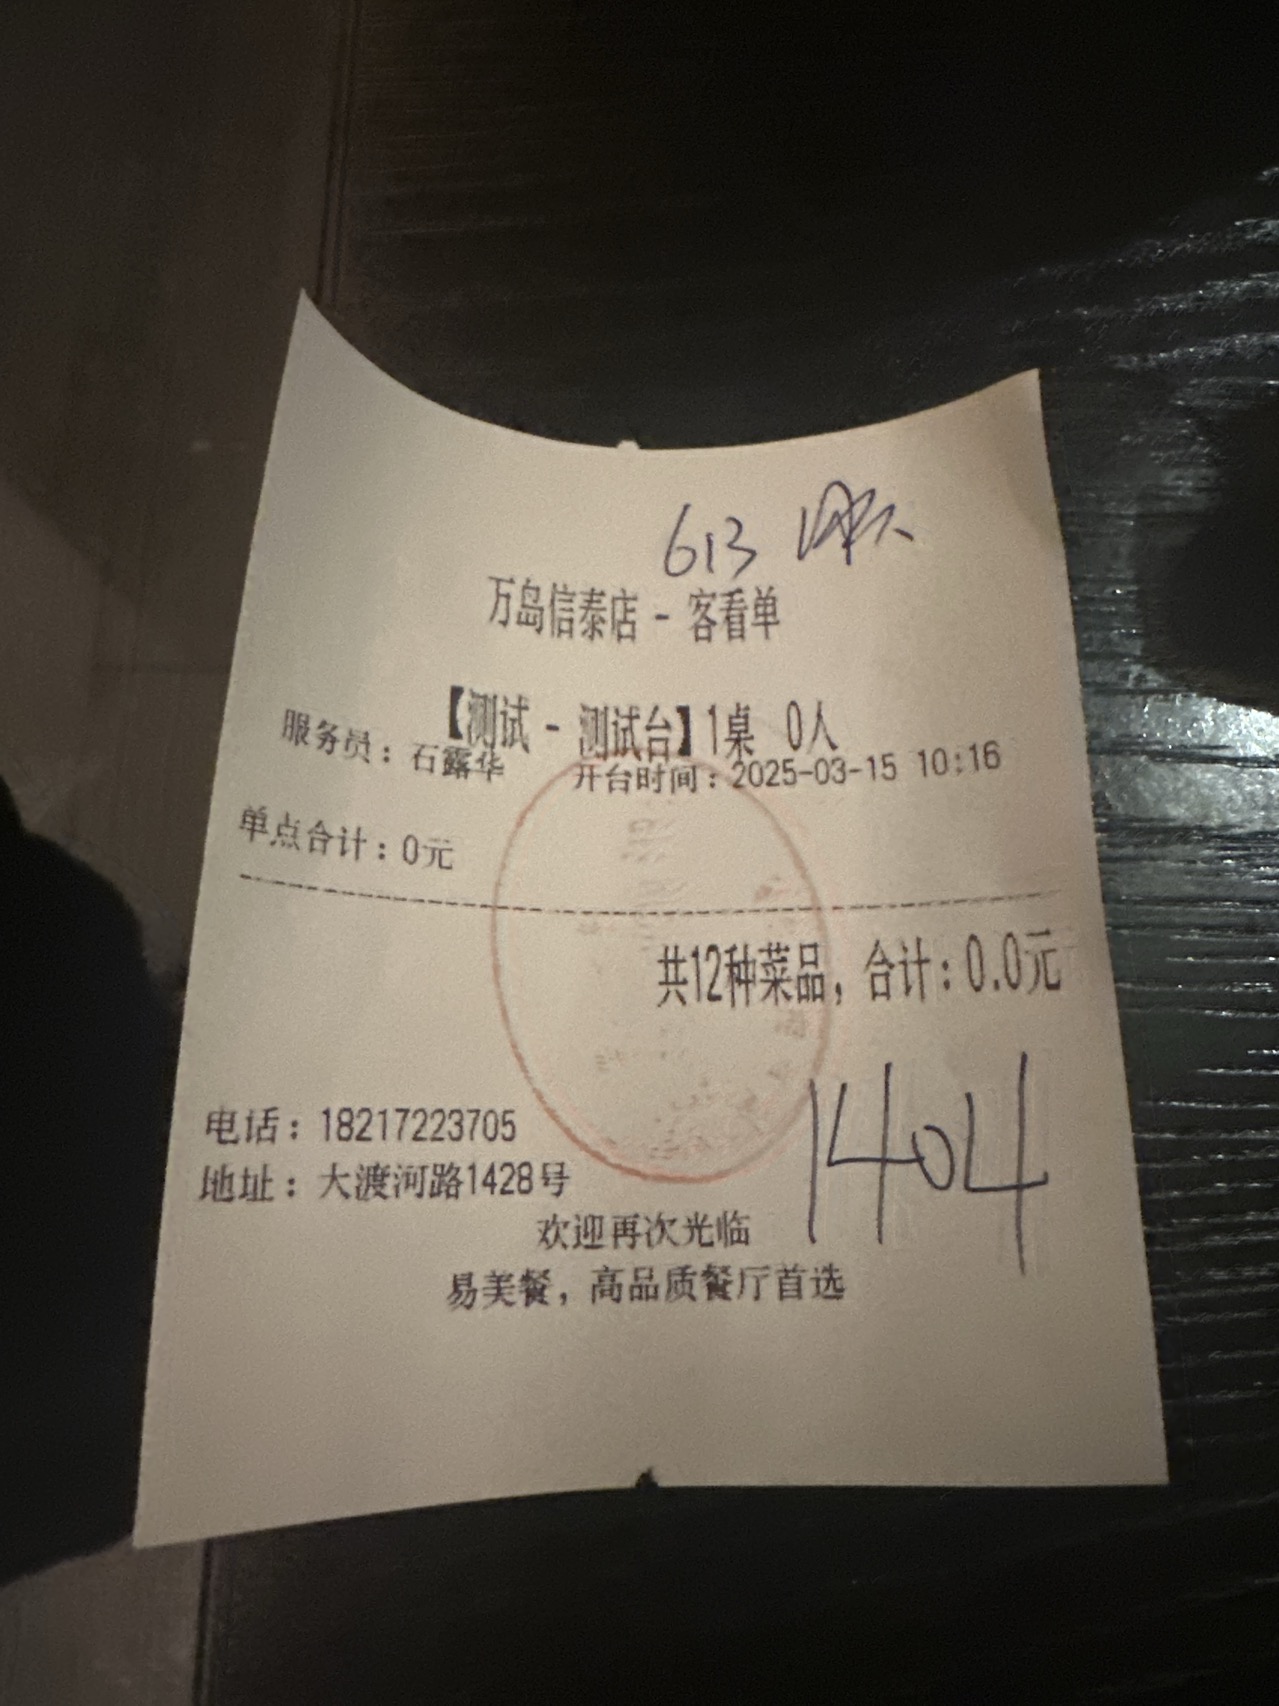 613
万岛信泰店 - 客看单
【测试 - 测试台】1桌 0人
服务员：石露华 开台时间：2025-03-15 10:16
单点合计：0元
共12种菜品，合计：0.0元
1404
电话：18217223705
地址：大渡河路1428号
欢迎再次光临
易美餐，高品质餐厅首选